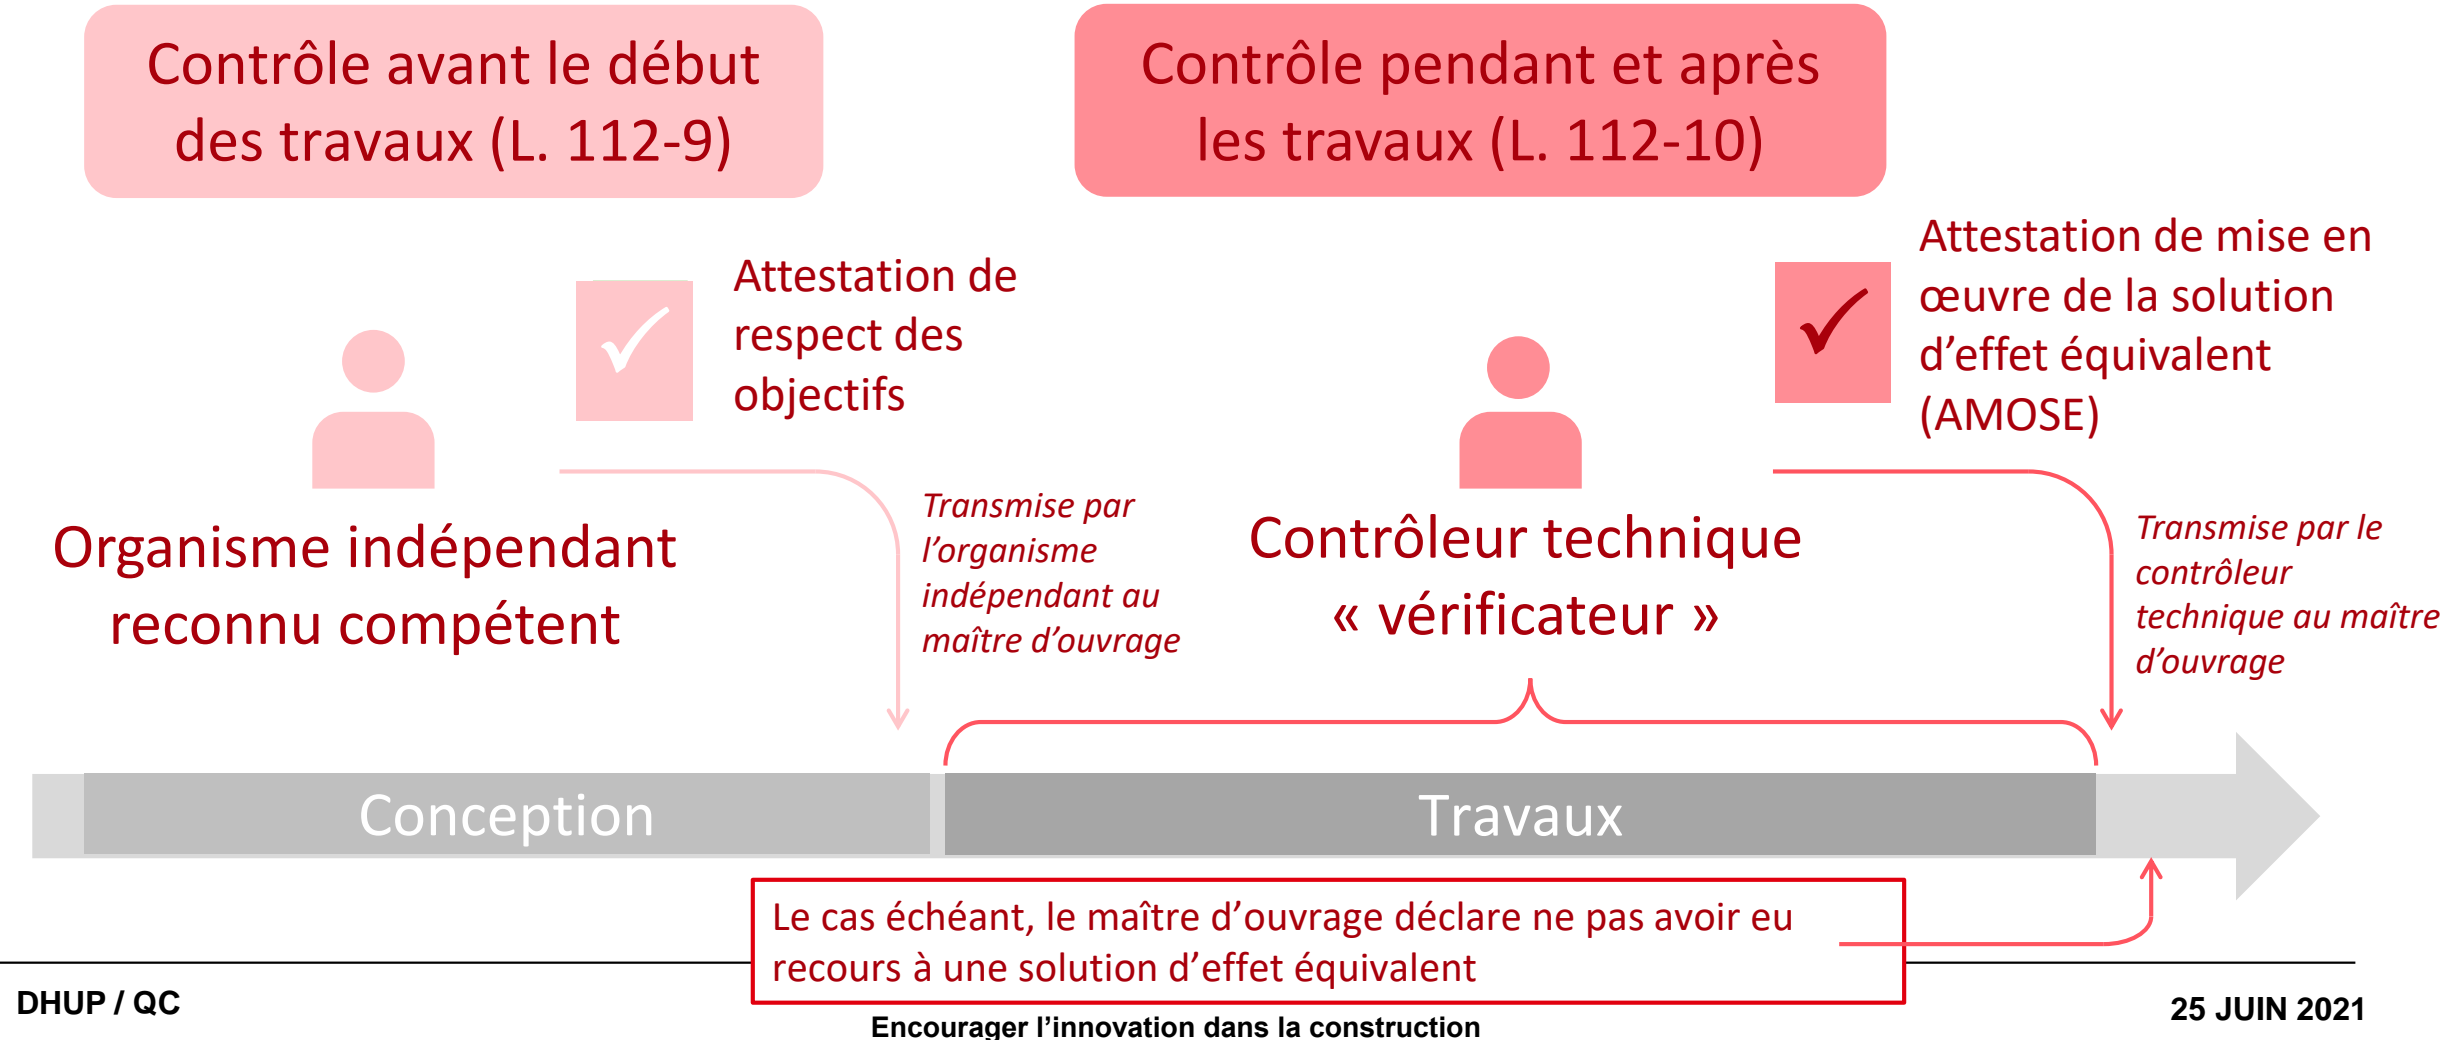 Contrôle avant le début
des travaux (L. 112-9)
Contrôle pendant et après
les travaux (L. 112-10)
Attestation de
respect des
objectifs
Attestation de mise en
œuvre de la solution
d’effet équivalent
(AMOSE)
Organisme indépendant
reconnu compétent
Transmise par
l’organisme
indépendant au
maître d’ouvrage
Contrôleur technique
« vérificateur »
Transmise par le
contrôleur
technique au maître
d’ouvrage
Conception
Travaux
Le cas échéant, le maître d’ouvrage déclare ne pas avoir eu
recours à une solution d’effet équivalent
DHUP / QC
Encourager l’innovation dans la construction
25 JUIN 2021